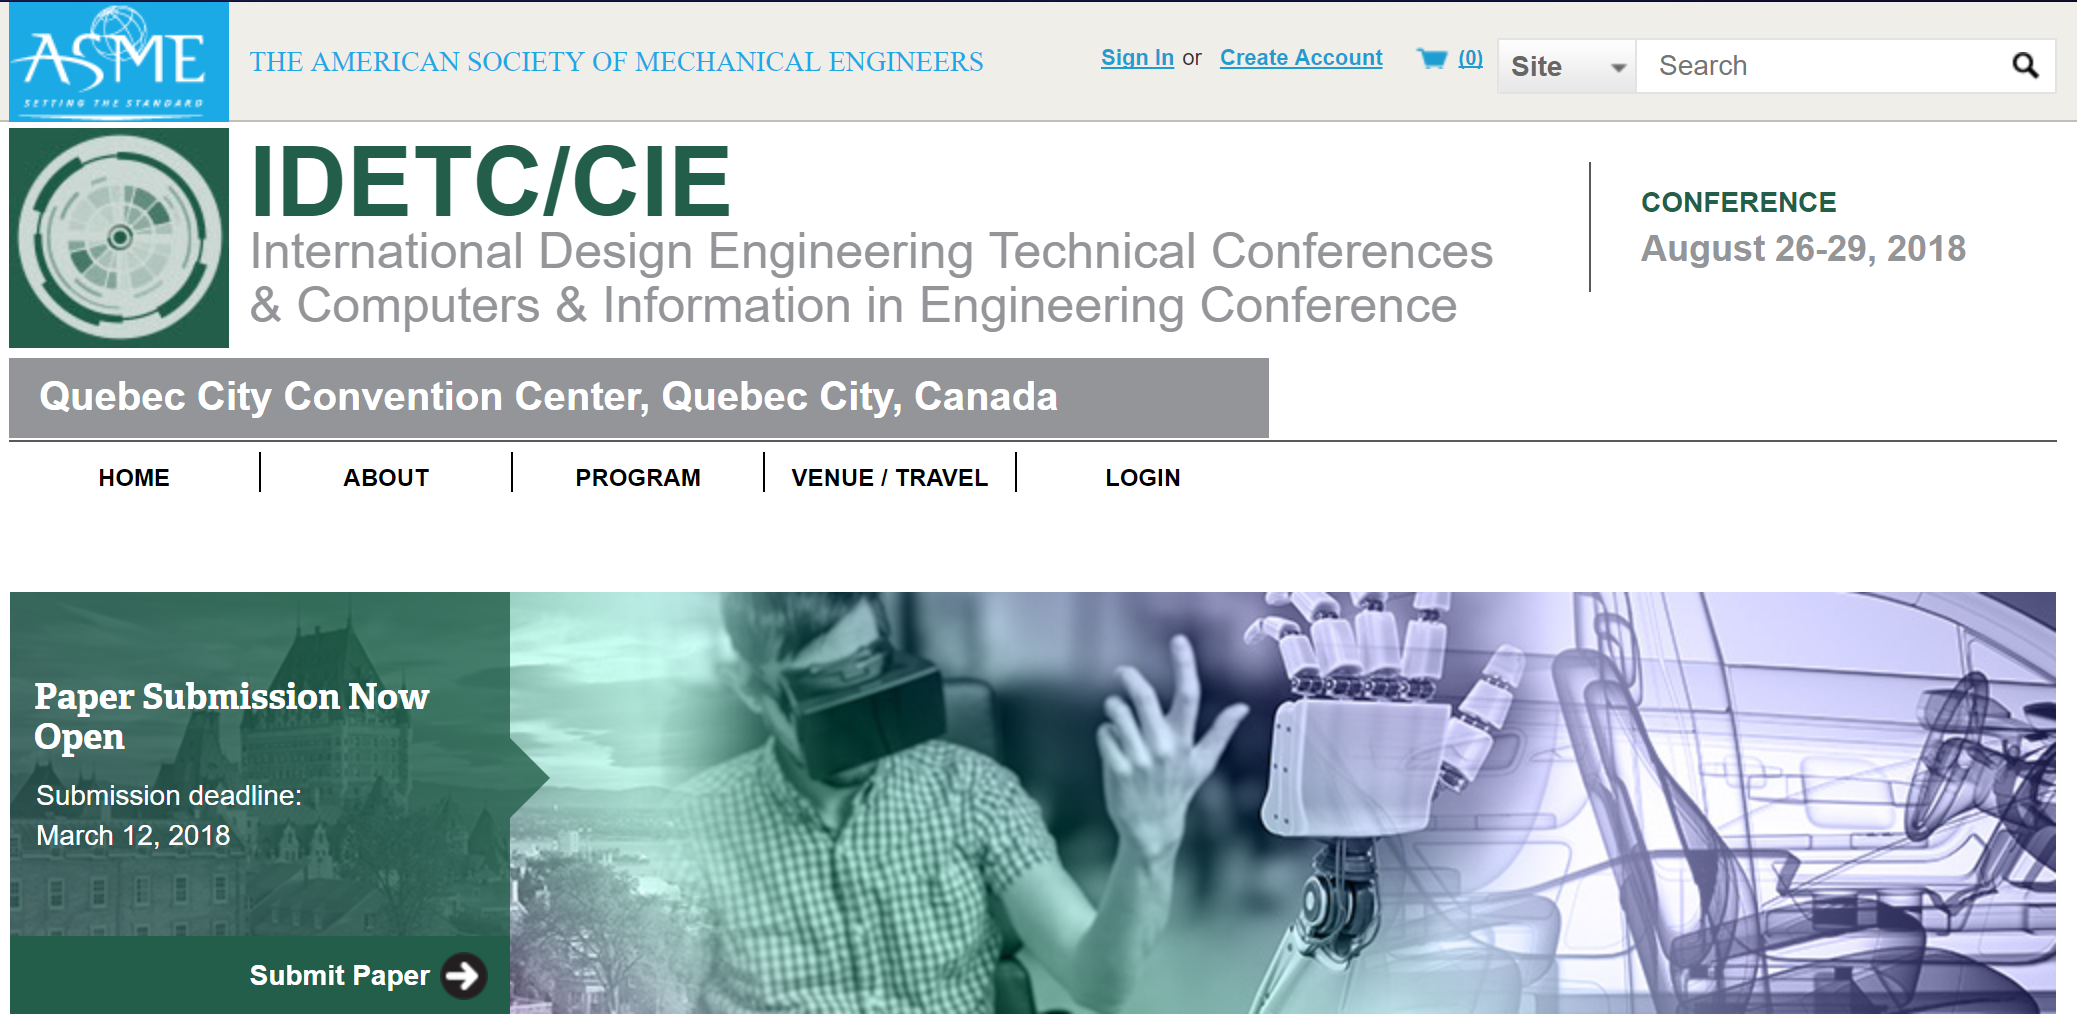 ASME
SETTING THE STANDARD
THE AMERICAN SOCIETY OF MECHANICAL ENGINEERS
Sign In or Create Account
(0)
Site
Search
IDETC/CIE
International Design Engineering Technical Conferences
& Computers & Information in Engineering Conference
CONFERENCE
August 26-29, 2018
Quebec City Convention Center, Quebec City, Canada
HOME
ABOUT
PROGRAM
VENUE / TRAVEL
LOGIN
Paper Submission Now
Open
Submission deadline:
March 12, 2018
Submit Paper